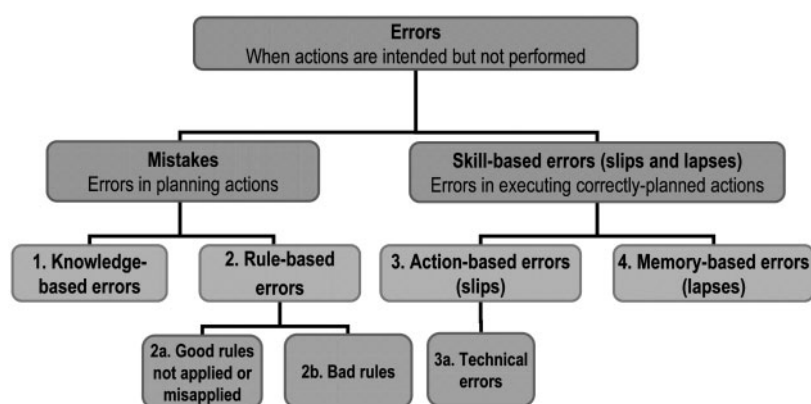 Errors
When actions are intended but not performed
Mistakes
Errors in planning actions
Skill-based errors (slips and lapses)
Errors in executing correctly-planned actions
1. Knowledge-
based errors
2. Rule-based
errors
3. Action-based errors
(slips)
4. Memory-based errors
(lapses)
2a. Good rules
not applied or
misapplied
2b. Bad rules
3a. Technical
errors